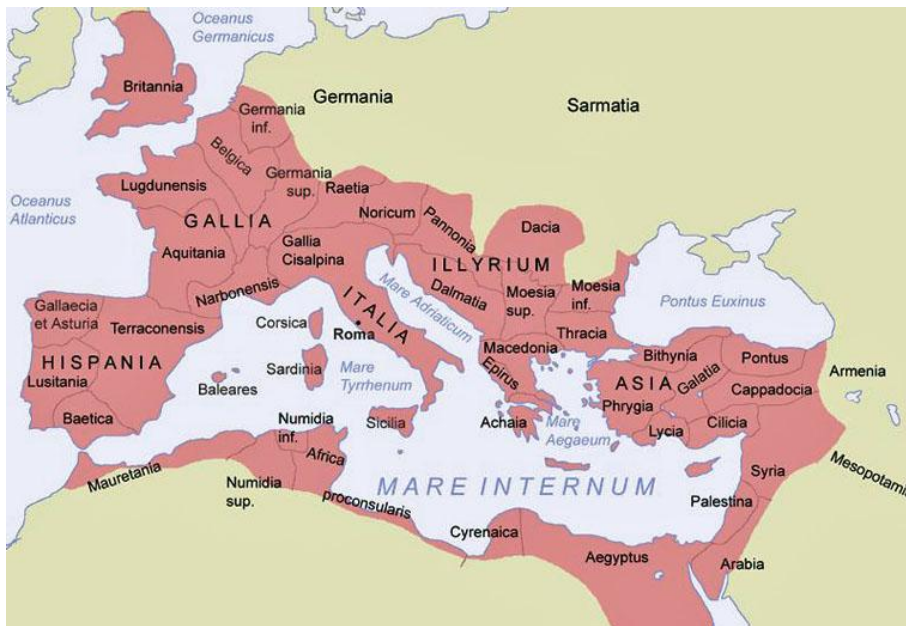 Oceanus
Germanicus
Britannia
Germania
Sarmatia
Germania
inf.
Belgica
Germania
sup.
Lugdunensis
Oceanus
Atlanticus
Raetia
Noricum
Pannonia
Dacia
GALLIA
Aquitania
Gallia
Cisalpina
ILLYRIUM
Narbonensis
Dalmatia
Moesia
sup.
Moesia
inf.
Pontus Euxinus
Mare Adriaticum
ITALIA
Gallaecia
et Asturia
Terraconensis
Corsica
Roma
Thracia
Macedonia
Epirus
Bithynia
Pontus
HISPANIA
Lusitania
Baleares
Sardinia
Mare
Tyrrhenum
ASIA
Galatia
Armenia
Cappadocia
Phrygia
Baetica
Numidia
inf.
Sicilia
Achaia
Mare
Aegaeum
Lycia
Cilicia
Africa
proconsularis
Mauretania
Numidia
sup.
MARE INTERNUM
Syria
Mesopotamis
Palestina
Cyrenaica
Aegyptus
Arabia